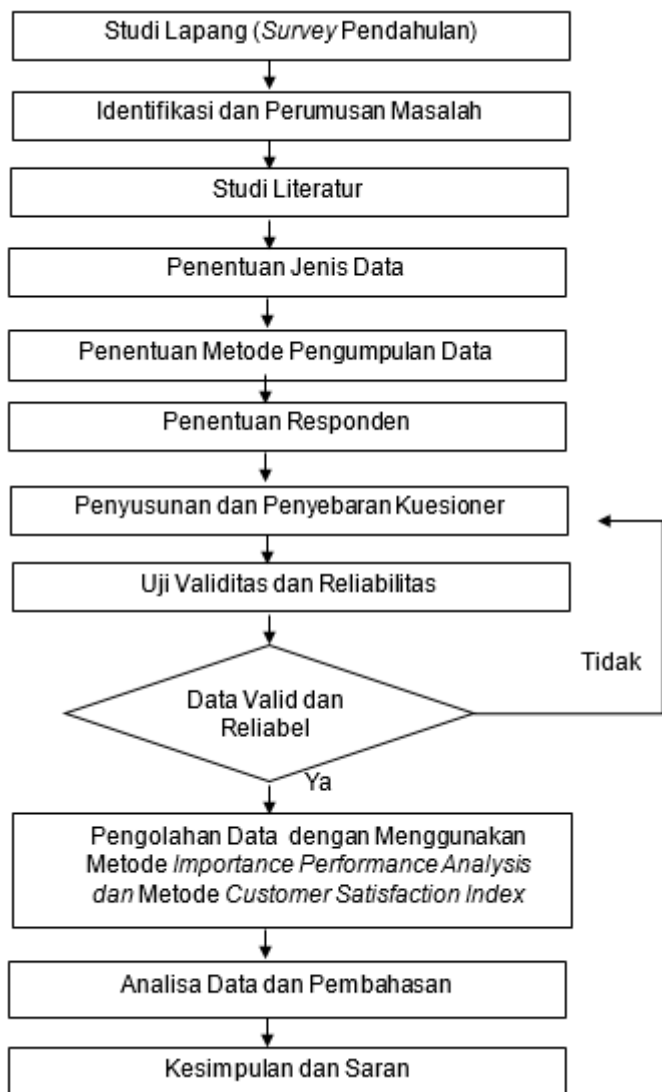 Studi Lapang (Survey Pendahulan)
Identifikasi dan Perumusan Masalah
Studi Literatur
Penentuan Jenis Data
Penentuan Metode Pengumpulan Data
Penentuan Responden
Penyusunan dan Penyebaran Kuesioner
Uji Validitas dan Reliabilitas
Tidak
Data Valid dan
Reliabel
Ya
Pengolahan Data dengan Menggunakan
Metode Importance Performance Analysis
dan Metode Customer Satisfaction Index
Analisa Data dan Pembahasan
Kesimpulan dan Saran